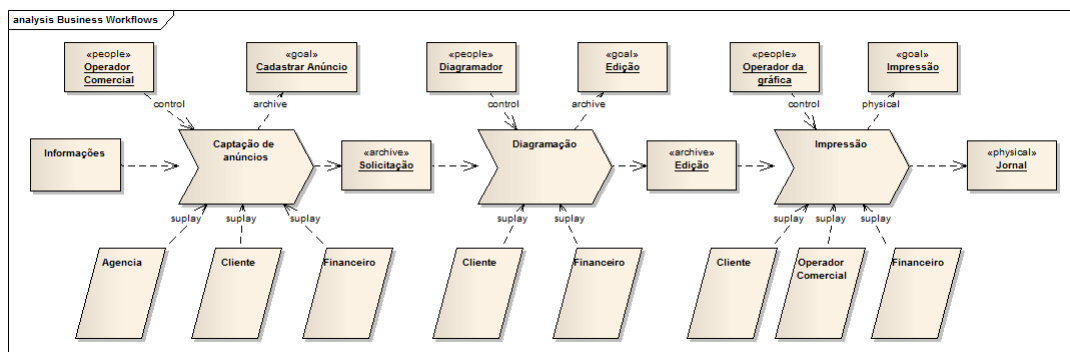 analysis Business Workflows
«people»
Operador
Comercial
«goal»
Cadastrar Anúncio
«people»
Diagramador
«goal»
Edição
«people»
Operador da
gráfica
«goal»
Impressão
control
archive
control
archive
control
physical
Informações
Captação de
anúncios
«archive»
Solicitação
Diagramação
«archive»
Edição
Impressão
«physical»
Jornal
suplay
suplay
suplay
suplay
suplay
suplay
suplay
suplay
Agencia
Cliente
Financeiro
Cliente
Financeiro
Cliente
Operador
Comercial
Financeiro